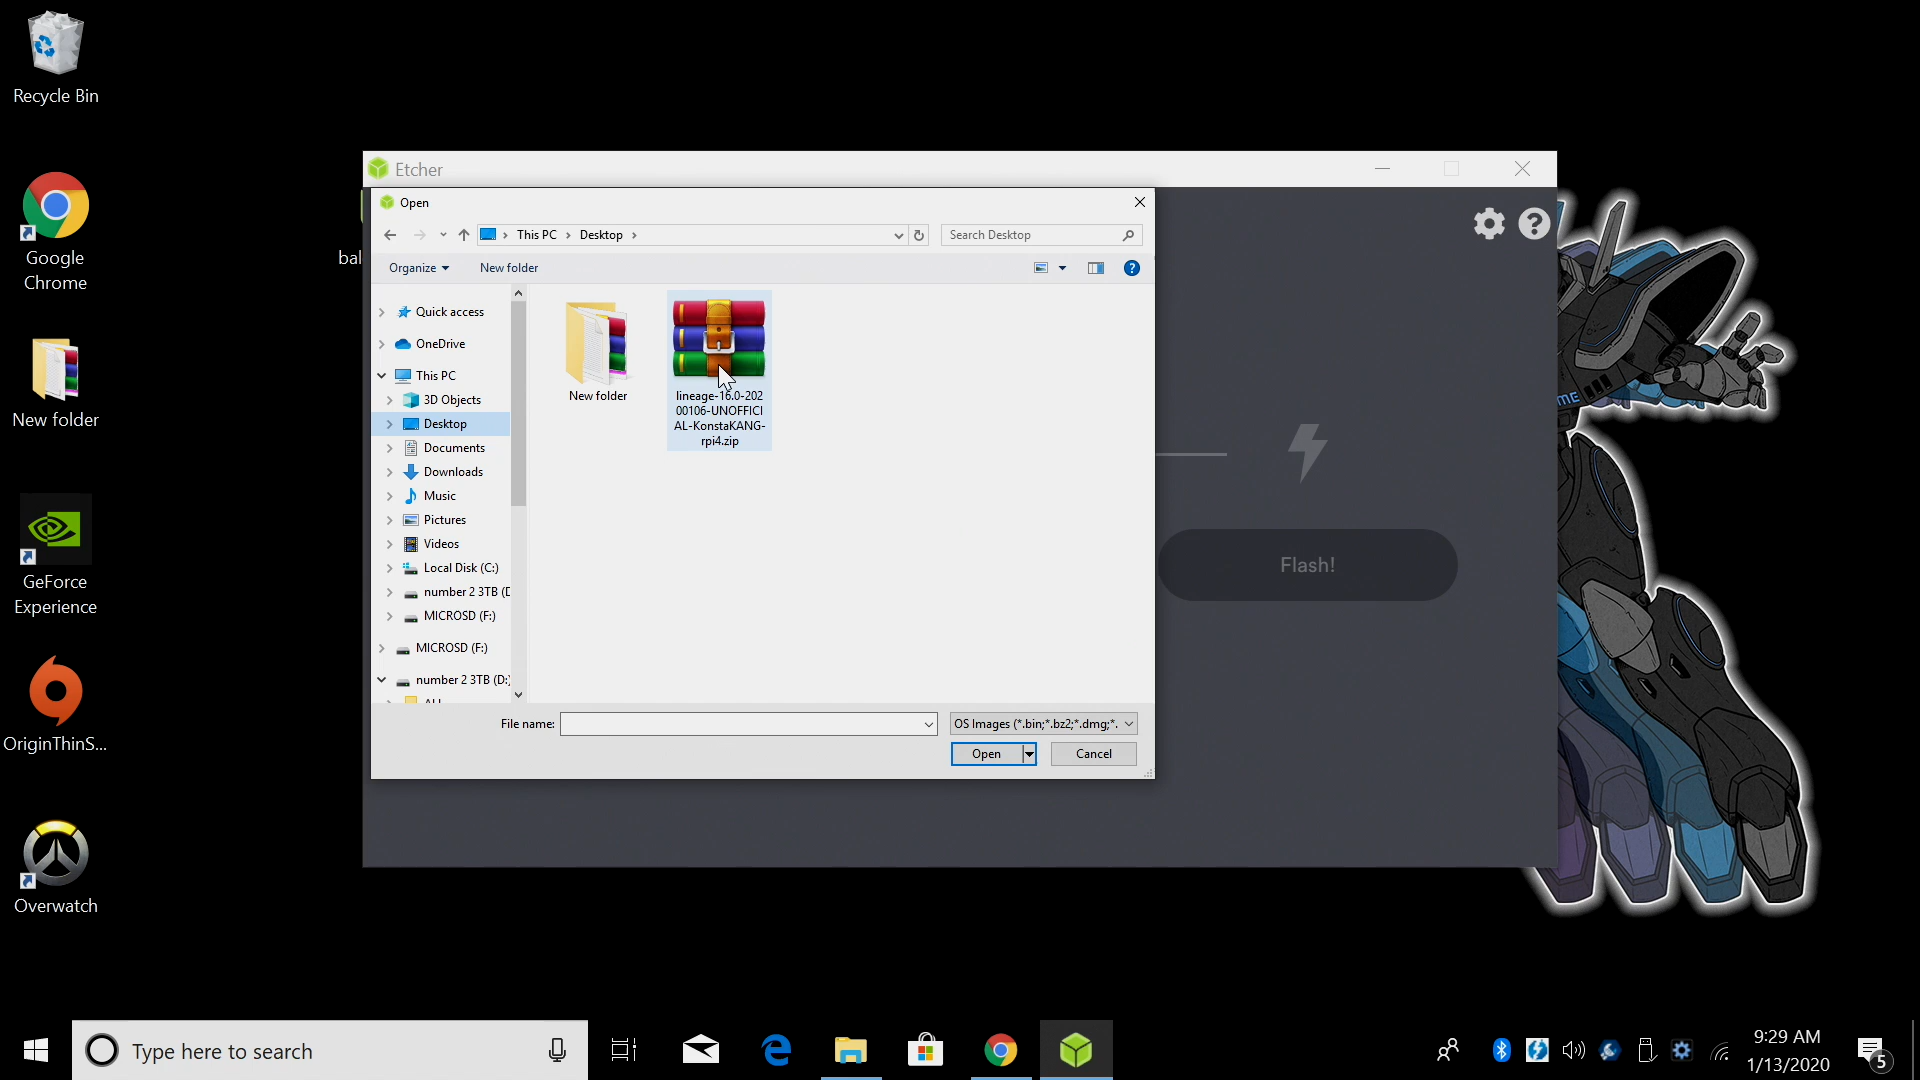 Recycle Bin
Google
Chrome
New folder
GeForce
Experience
OriginThinS...
Overwatch
bal
Etcher
Open
This PC
Desktop
Search Desktop
Organize
New folder
Quick access
OneDrive
This PC
3D Objects
Desktop
Documents
Downloads
Music
Pictures
Videos
Local Disk (C:)
number 2 3TB (D
MICROSD (F:)
MICROSD (F:)
number 2 3TB (D:)
New folder
lineage-16.0-202
00106-UNOFFICI
AL-KonstaKANG-
rpi4.zip
File name:
OS Images (*.bin;*.bz2;*.dmg;*.
Open
Cancel
Flash!
ME
Type here to search
9:29 AM
1/13/2020
5